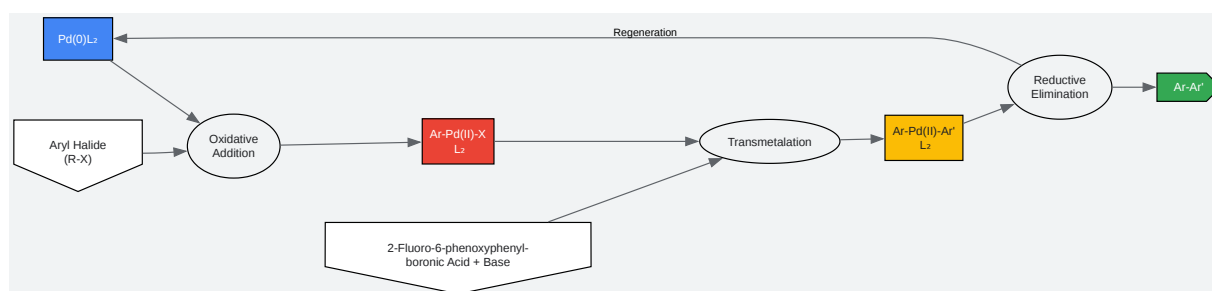 Pd(0)L₂
Regeneration
Reductive
Elimination
Ar-Ar'
Aryl Halide
(R-X)
Oxidative
Addition
Ar-Pd(II)-X
L₂
Transmetalation
Ar-Pd(II)-Ar'
L₂
2-Fluoro-6-phenoxyphenyl-
boronic Acid + Base